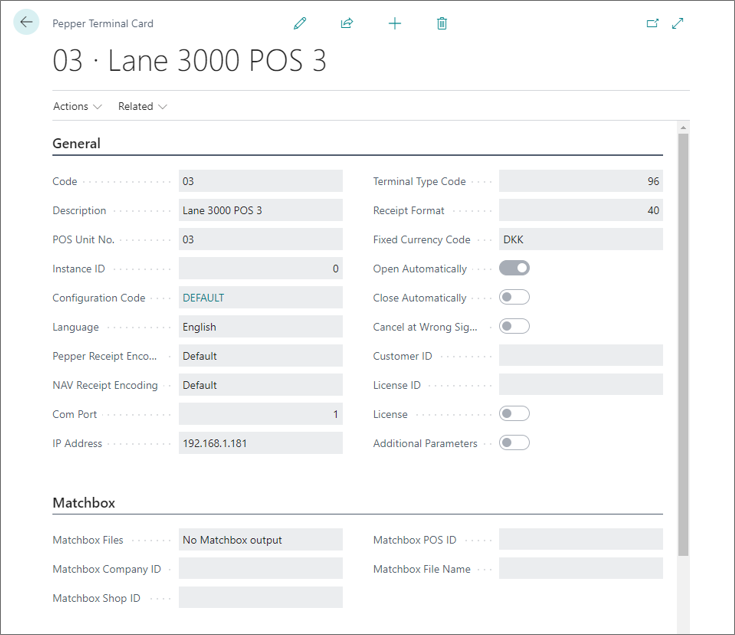 Pepper Terminal Card
03 · Lane 3000 POS 3
Actions Related
General
Code 03
Description Lane 3000 POS 3
POS Unit No. 03
Instance ID 0
Configuration Code DEFAULT
Language English
Pepper Receipt Enco... Default
NAV Receipt Encoding Default
Com Port 1
IP Address 192.168.1.181
Terminal Type Code 96
Receipt Format 40
Fixed Currency Code DKK
Open Automatically
Close Automatically
Cancel at Wrong Sig...
Customer ID
License ID
License
Additional Parameters
Matchbox
Matchbox Files No Matchbox output
Matchbox Company ID
Matchbox Shop ID
Matchbox POS ID
Matchbox File Name